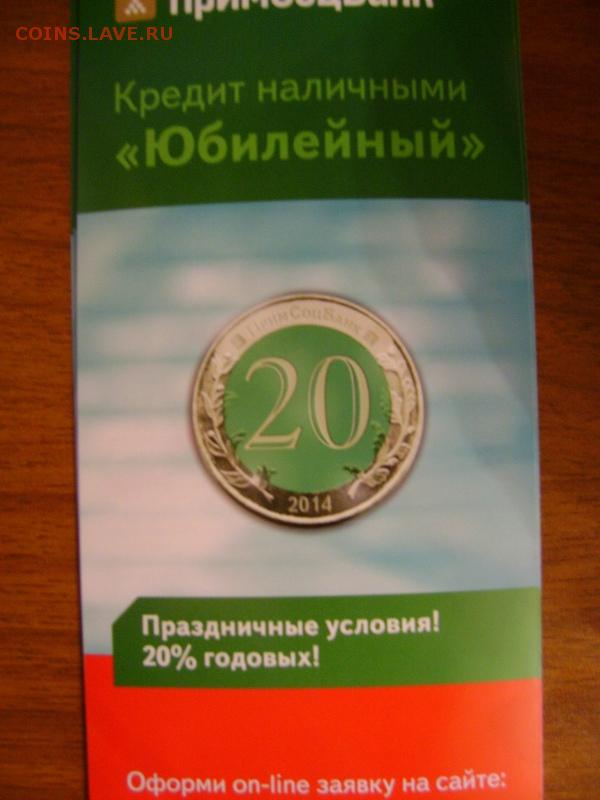 COINS.LAVE.RU
ПримСоцБанк
Кредит наличными
«Юбилейный»
ПримСоцБанк
20
2014
Праздничные условия!
20% годовых!
Оформи on-line заявку на сайте: